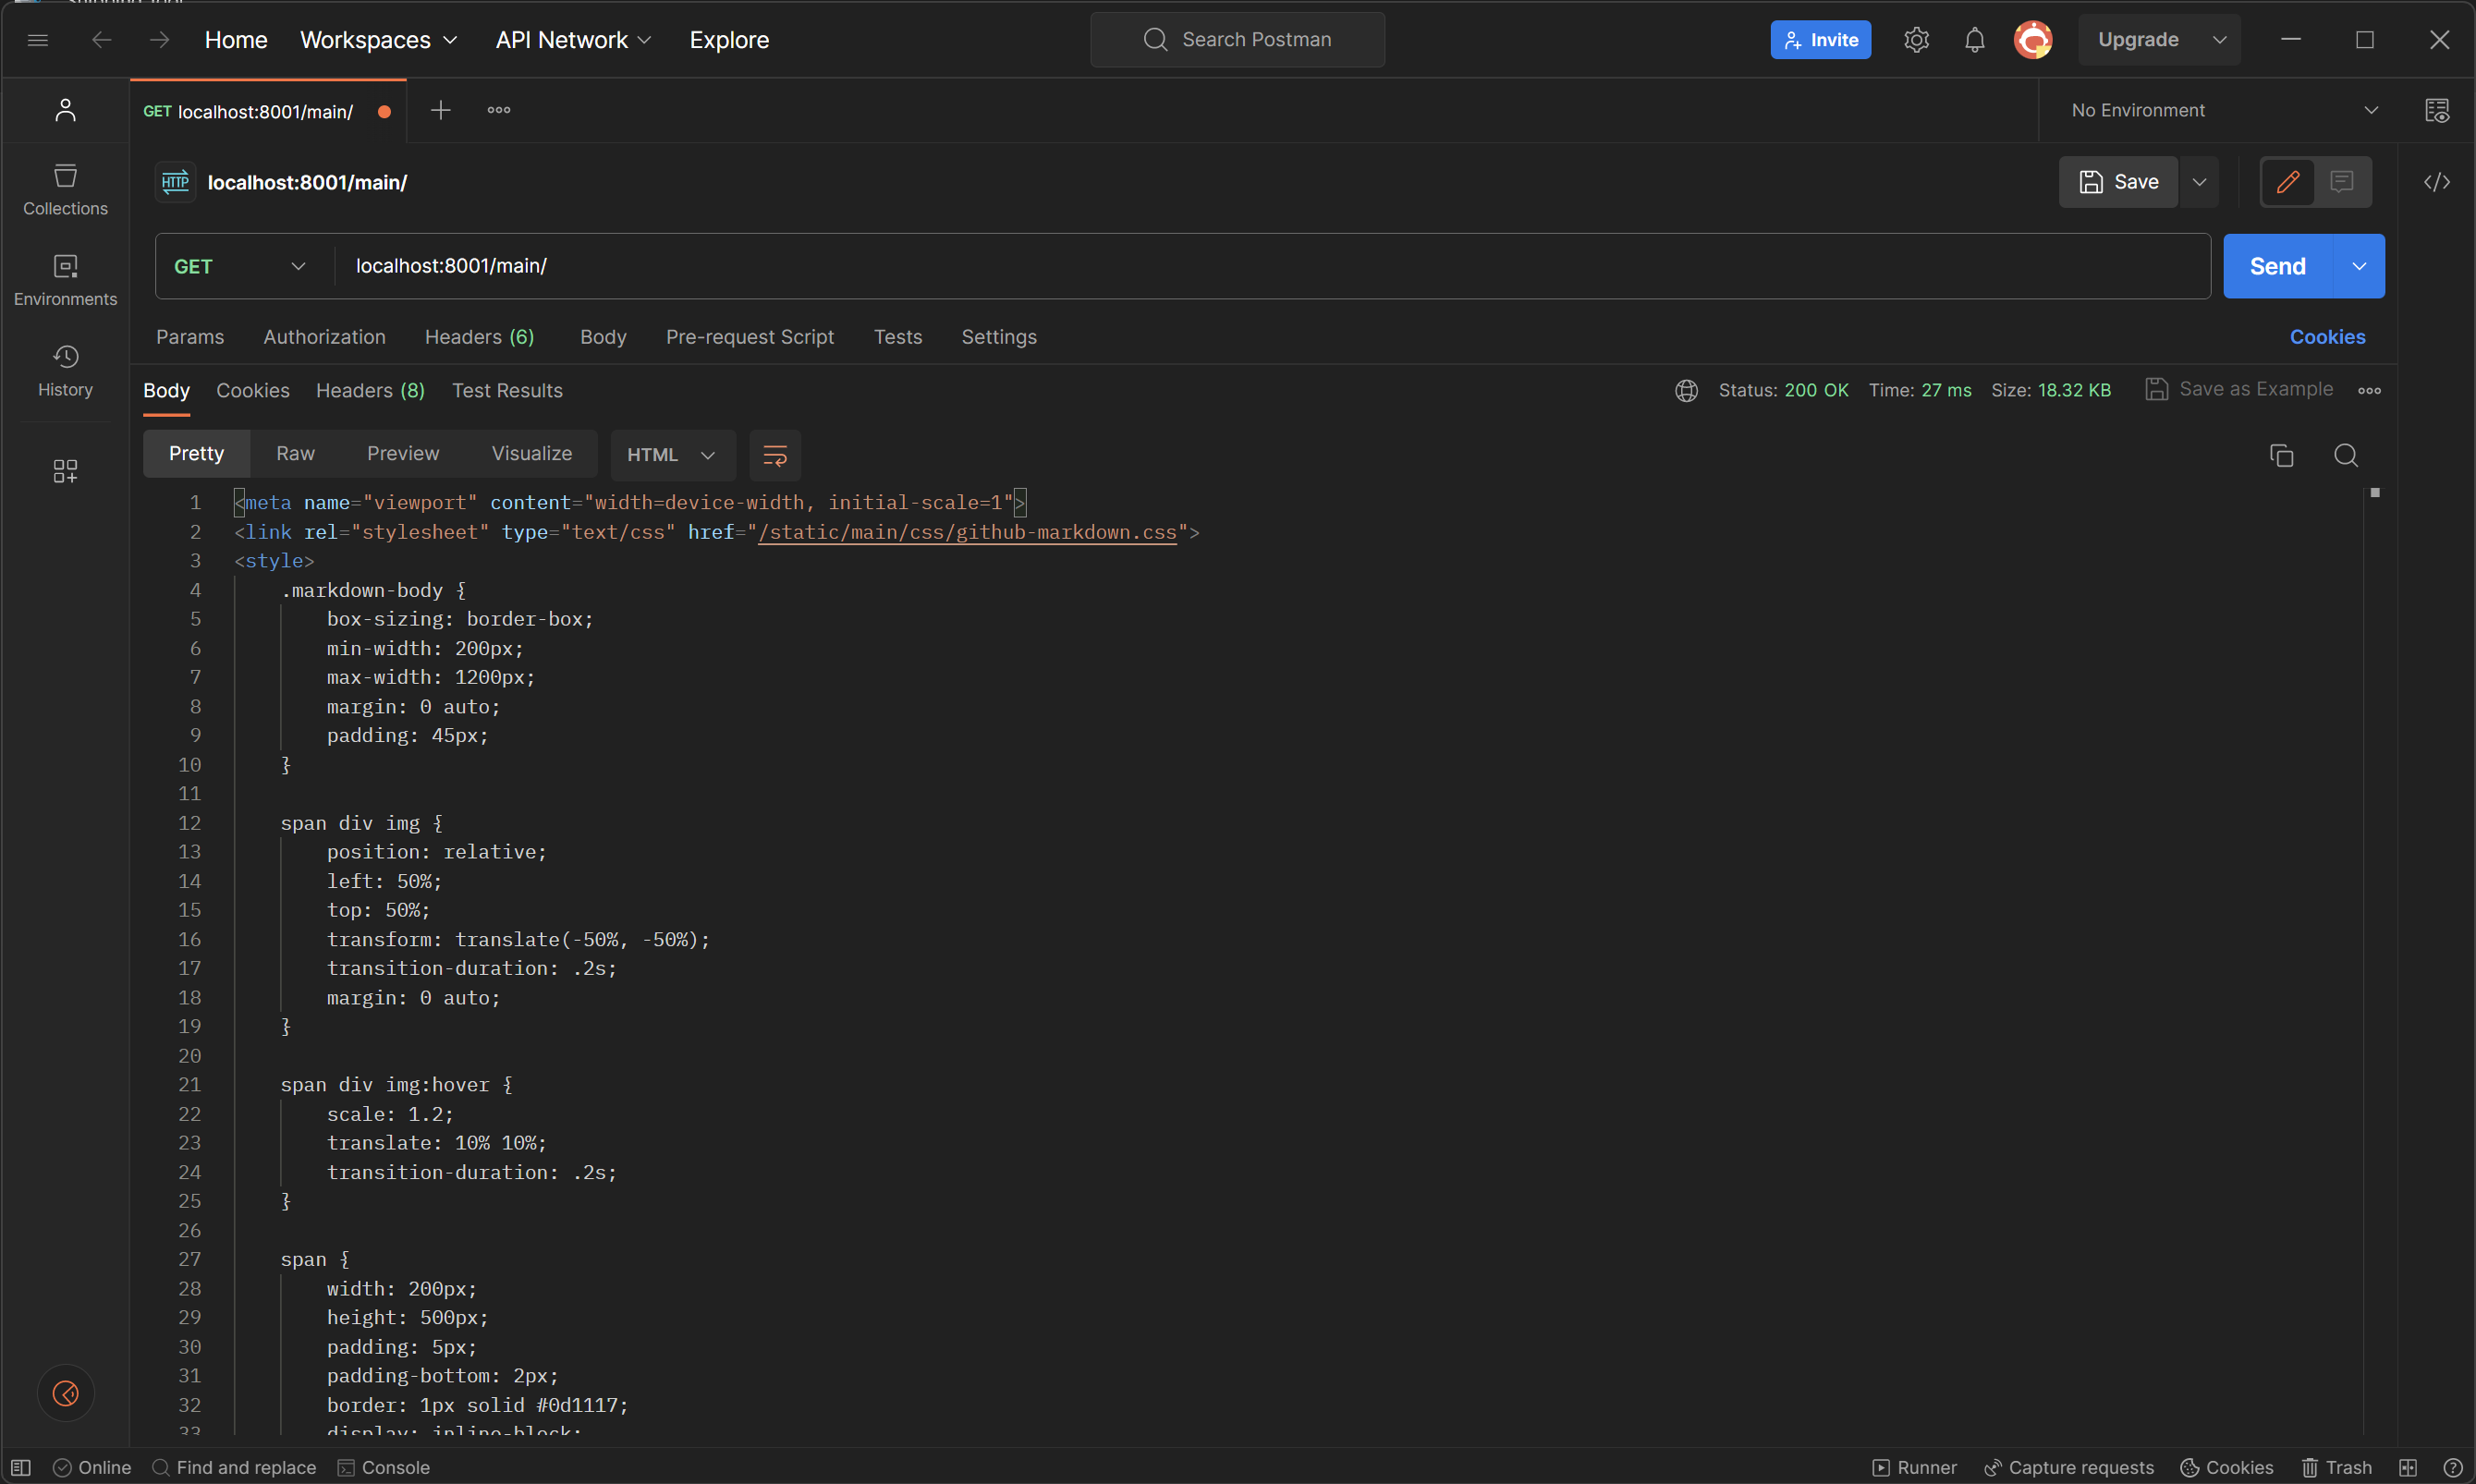 Home Workspaces API Network Explore Search Postman Invite Upgrade
GET localhost:8001/main/ No Environment
HTTP localhost:8001/main/ Save
Collections
GET localhost:8001/main/ Send
Environments
Params Authorization Headers (6) Body Pre-request Script Tests Settings Cookies
History
Body Cookies Headers (8) Test Results Status: 200 OK Time: 27 ms Size: 18.32 KB Save as Example
Pretty Raw Preview Visualize HTML
1 <meta name="viewport" content="width=device-width, initial-scale=1">
2 <link rel="stylesheet" type="text/css" href="/static/main/css/github-markdown.css">
3 <style>
4 .markdown-body {
5 box-sizing: border-box;
6 min-width: 200px;
7 max-width: 1200px;
8 margin: 0 auto;
9 padding: 45px;
10 }
11
12 span div img {
13 position: relative;
14 left: 50%;
15 top: 50%;
16 transform: translate(-50%, -50%);
17 transition-duration: .2s;
18 margin: 0 auto;
19 }
20
21 span div img:hover {
22 scale: 1.2;
23 translate: 10% 10%;
24 transition-duration: .2s;
25 }
26
27 span {
28 width: 200px;
29 height: 500px;
30 padding: 5px;
31 padding-bottom: 2px;
32 border: 1px solid #0d1117;
33 display: inline-block;
Online Find and replace Console Runner Capture requests Cookies Trash